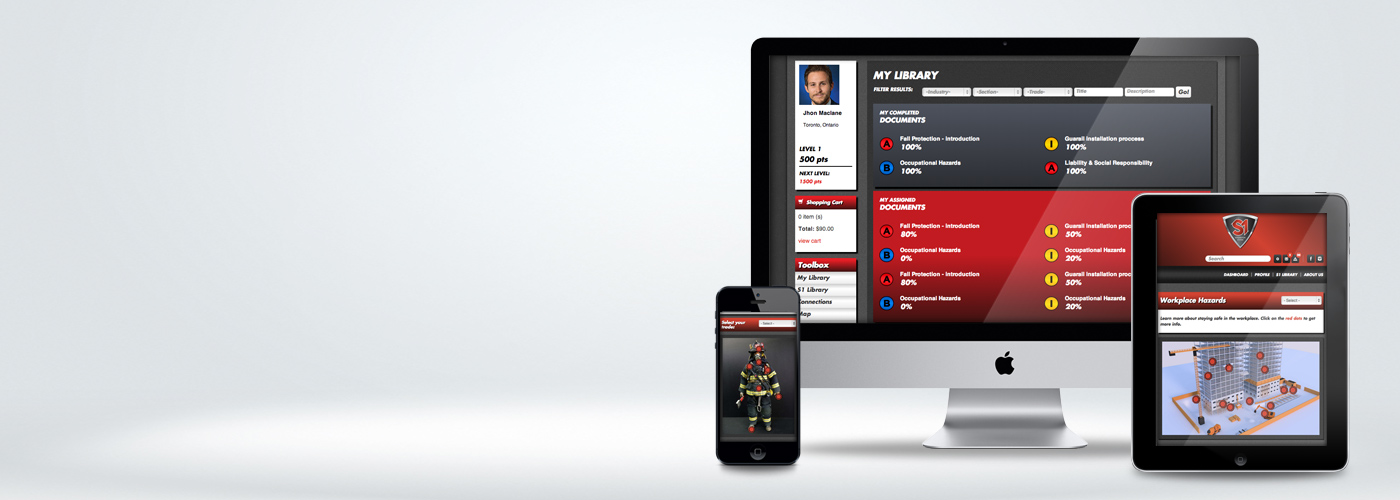 Jhon Maclane
Toronto, Ontario
LEVEL 1
500 pts
NEXT LEVEL:
1500 pts
Shopping Cart
0 item (s)
Total: $90.00
view cart
Toolbox
My Library
S1 Library
Connections
Map
MY LIBRARY
FILTER RESULTS: -Industry- -Section- -Trade- Title Description Go!
MY COMPLETED
DOCUMENTS
A Fall Protection - Introduction
100%
I Guarail Installation proccess
100%
B Occupational Hazards
100%
A Liability & Social Responsibility
100%
MY ASSIGNED
DOCUMENTS
A Fall Protection - Introduction
80%
I Guarail Installation proc
50%
B Occupational Hazards
0%
I Occupational Hazards
20%
A Fall Protection - Introduction
80%
I Guarail Installation proc
50%
B Occupational Hazards
0%
I Occupational Hazards
20%
Select your
trade:
- Select -
S1
Search
DASHBOARD | PROFILE | S1 LIBRARY | ABOUT US
Workplace Hazards - Select -
Learn more about staying safe in the workplace. Click on the red dots to get
more info.